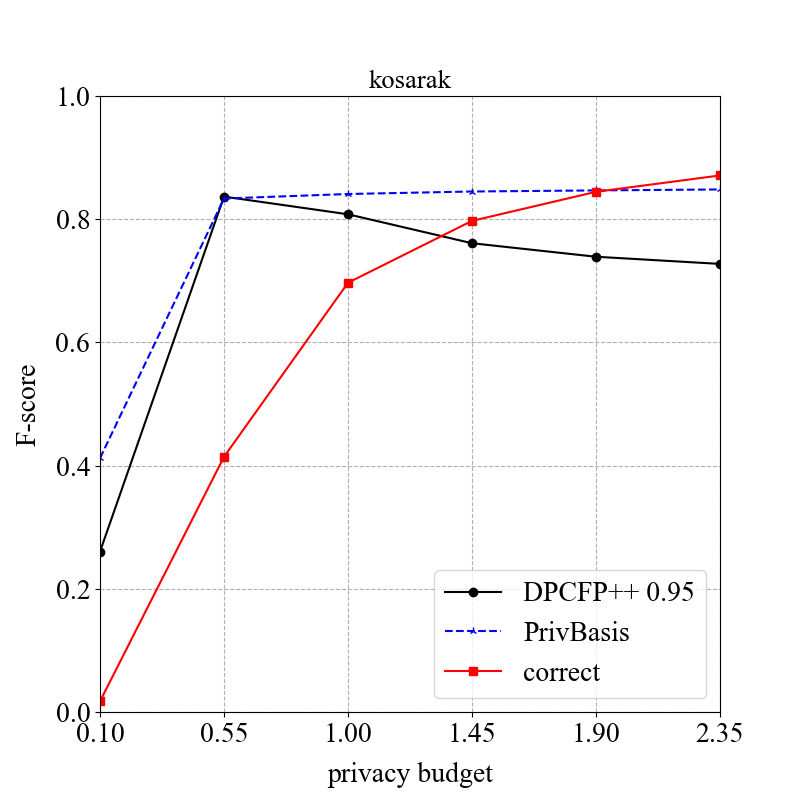 kosarak
1.0
0.8
0.6
0.4
0.2
0.0
F-score
DPCFP++ 0.95
PrivBasis
correct
0.10 0.55 1.00 1.45 1.90 2.35
privacy budget